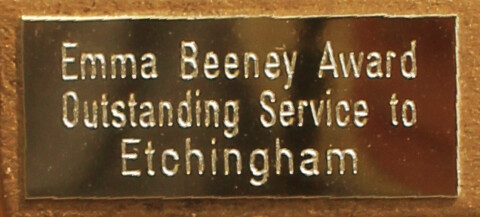 Emma Beeney Award
Outstanding Service to
Etchingham